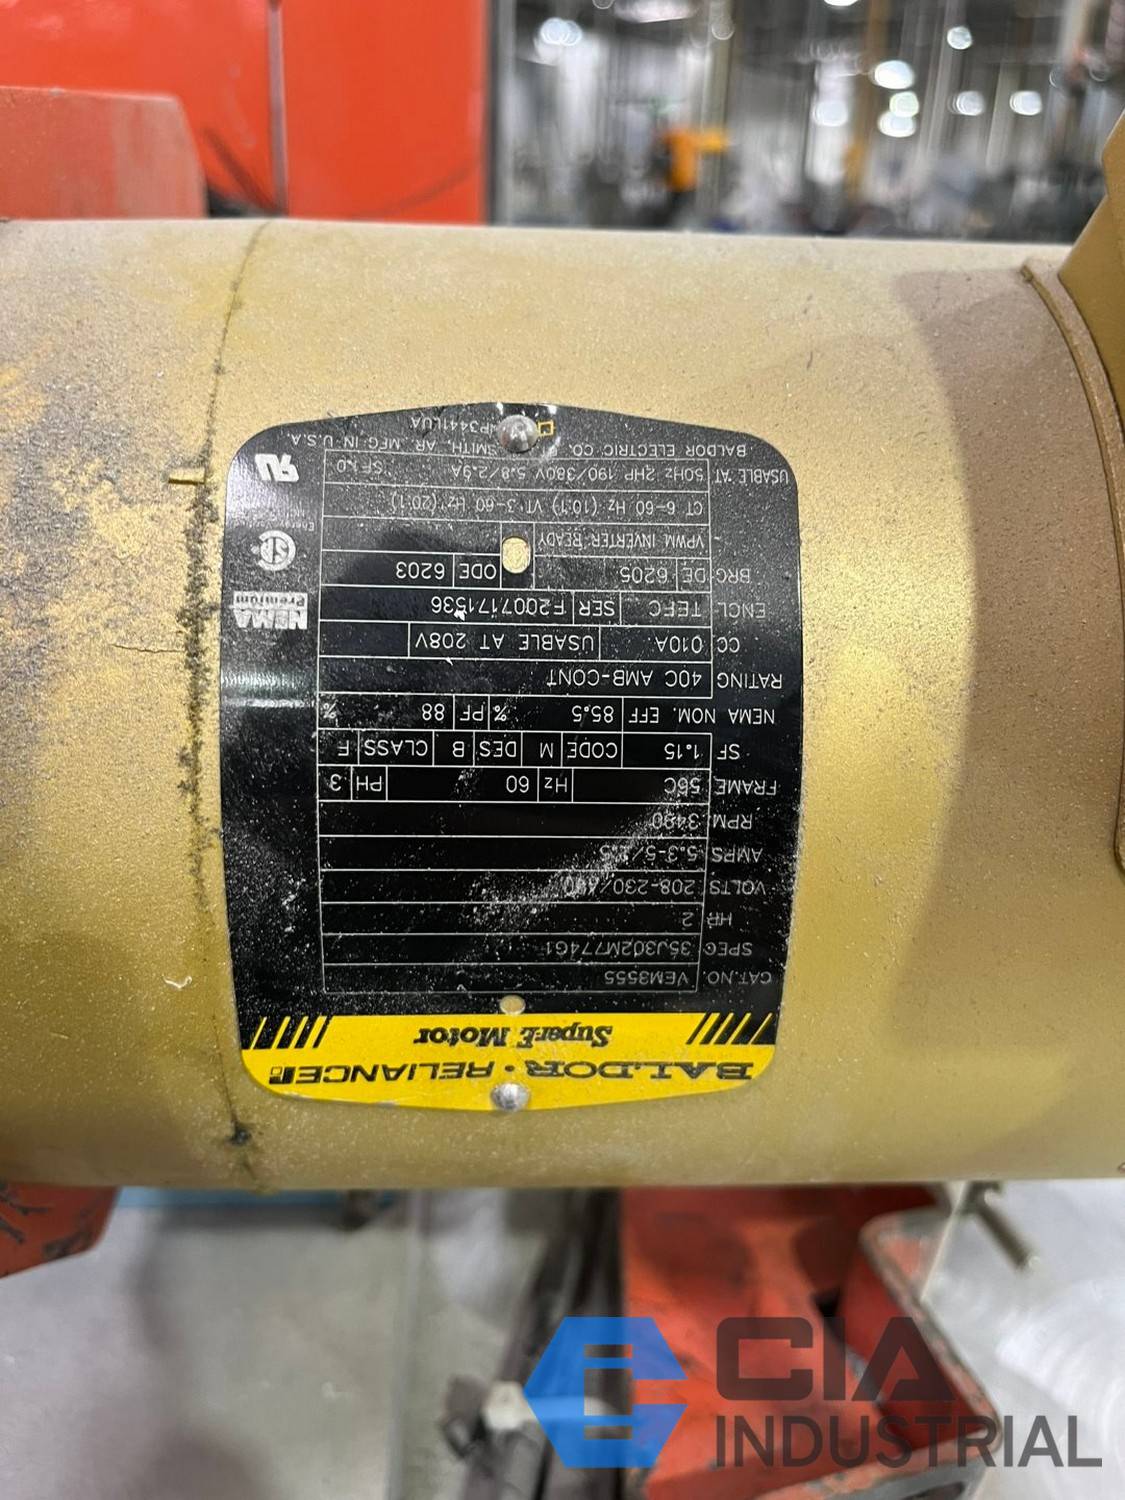 BALDOR • RELIANCE
Super-E Motor
CAT.NO. VEM3555
SPEC. 35J302M774G1
HP 2
VOLTS 208-230/460
AMPS 5.3-5/2.5
RPM 3490
FRAME 56C Hz 60 PH 3
SF 1.15 CODE M DES B CLASS F
NEMA NOM. EFF 85.5 % PF 88 %
RATING 40C AMB-CONT
CC 010A USABLE AT 208V
ENCL TEFC SER F2007171536
BRG DE 6205 ODE 6203
- VPWM INVERTER READY
CT 6-60 Hz (10:1) VT 3-60 Hz (20:1)
USABLE AT 50Hz 2HP 190/380V 5.8/2.9A SF1.0
BALDOR ELECTRIC CO. SMITH, AR. MFG IN U.S.A.
NEMA
Premium
CIA
INDUSTRIAL